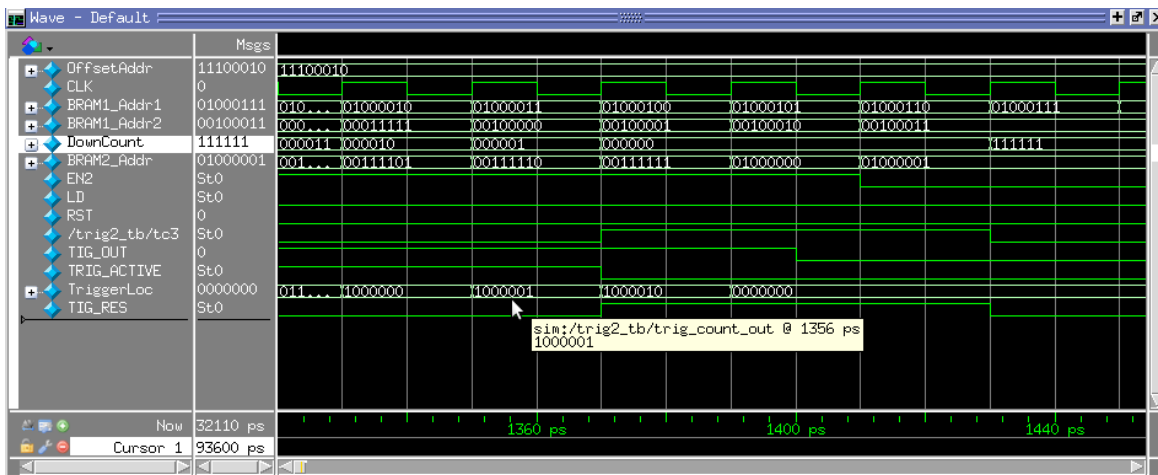 Wave - Default
Msgs
OffsetAddr 11100010 11100010
CLK 0
BRAM1_Addr1 01000111 010... 01000010 01000011 01000100 01000101 01000110 01000111
BRAM1_Addr2 00100011 000... 00011111 00100000 00100001 00100010 00100011
DownCount 111111 000011 000010 000001 000000 111111
BRAM2_Addr 01000001 001... 00111101 00111110 00111111 01000000 01000001
EN2 St0
LD St0
RST 0
/trig2_tb/tc3 St0
TIG_OUT 0
TRIG_ACTIVE St0
TriggerLoc 0000000 011... 1000000 1000001 1000010 0000000
TIG_RES St0
sim:/trig2_tb/trig_count_out @ 1356 ps
1000001
Now 32110 ps 1360 ps 1400 ps 1440 ps
Cursor 1 93600 ps